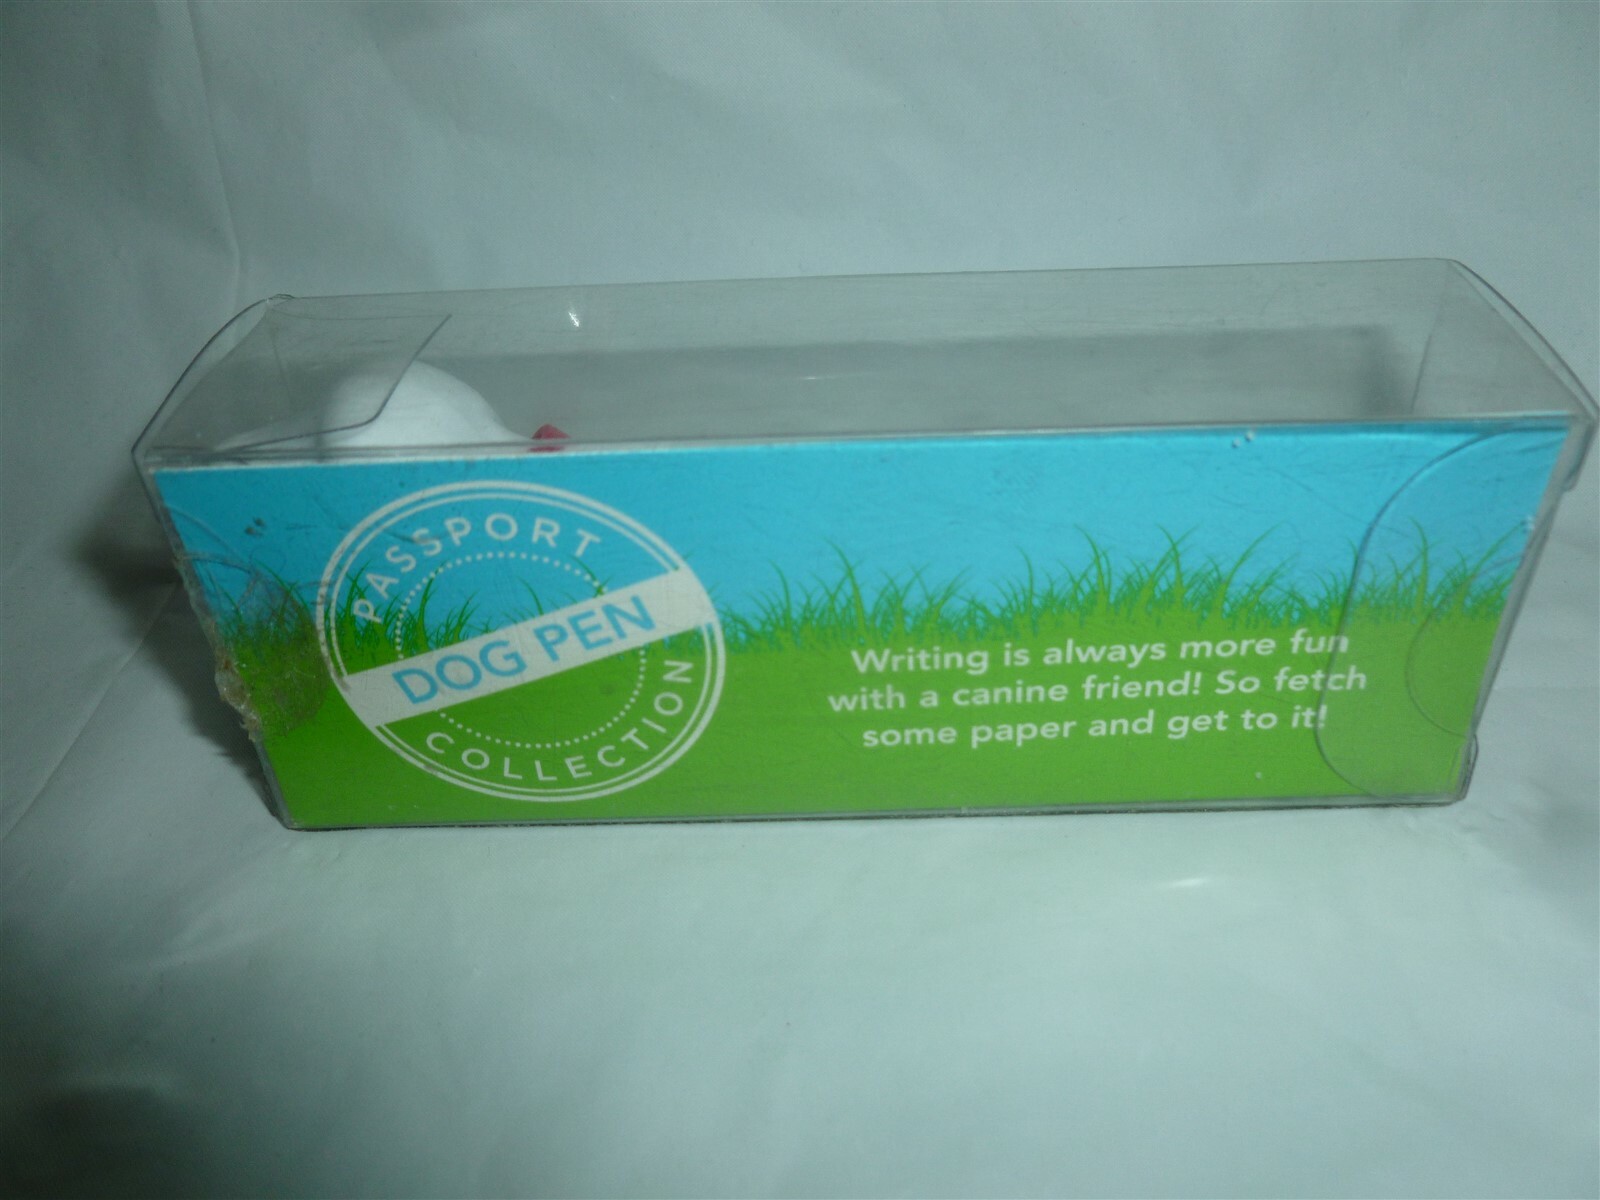 PASSPORT
DOG PEN
COLLECTION
Writing is always more fun
with a canine friend! So fetch
some paper and get to it!